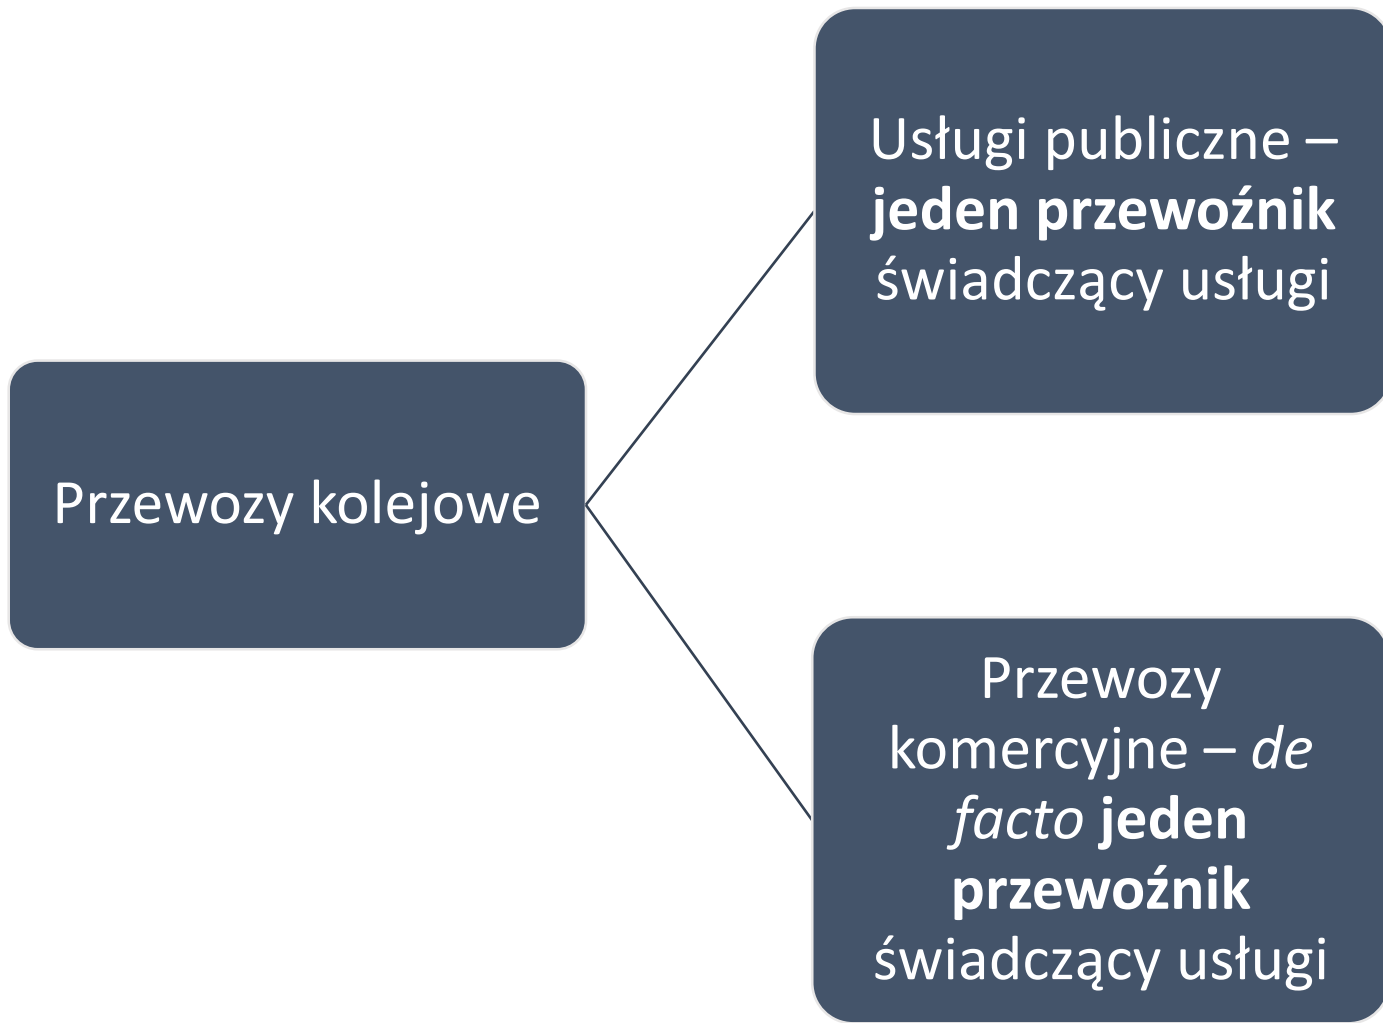 Usługi publiczne –
jeden przewoźnik
świadczący usługi
Przewozy kolejowe
Przewozy
komercyjne – de
facto jeden
przewoźnik
świadczący usługi